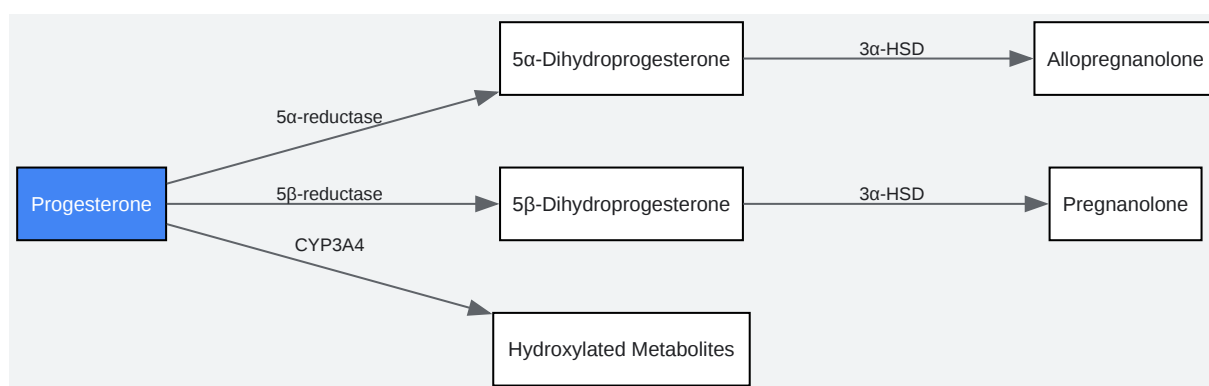 5α-Dihydroprogesterone
3α-HSD
Allopregnanolone
5α-reductase
Progesterone
5β-reductase
5β-Dihydroprogesterone
3α-HSD
Pregnanolone
CYP3A4
Hydroxylated Metabolites